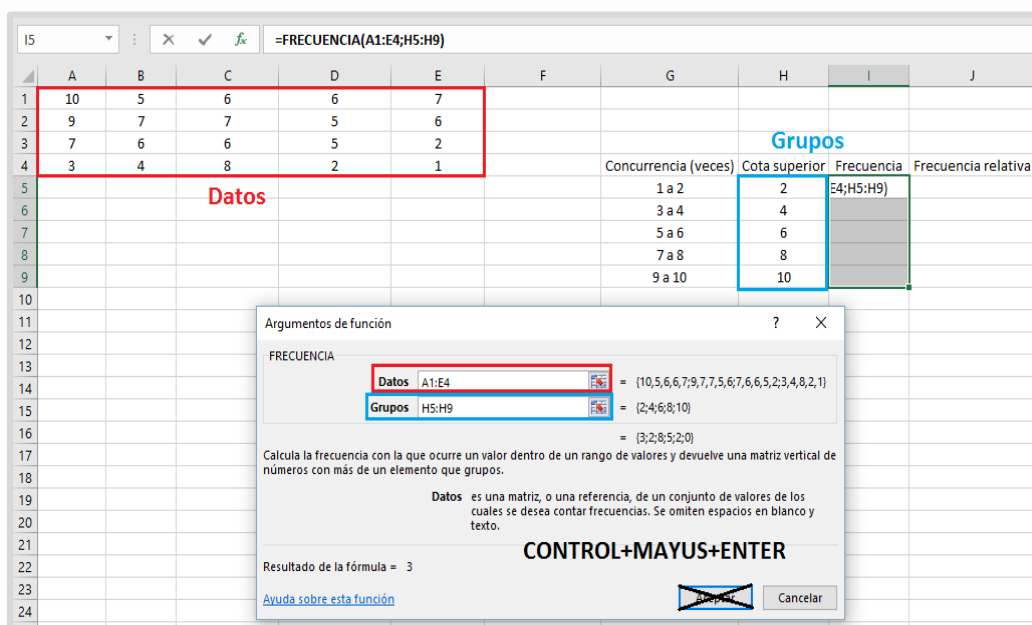 I5 fx =FRECUENCIA(A1:E4;H5:H9)
A B C D E F G H I J
1 10 5 6 6 7
2 9 7 7 5 6
3 7 6 6 5 2 Grupos
4 3 4 8 2 1 Concurrencia (veces) Cota superior Frecuencia Frecuencia relativa
5 Datos 1 a 2 2 E4;H5:H9)
6 3 a 4 4
7 5 a 6 6
8 7 a 8 8
9 9 a 10 10
10
11 Argumentos de función ? X
12
13 FRECUENCIA
14 Datos A1:E4 = {10,5,6,6,7;9,7,7,5,6;7,6,6,5,2;3,4,8,2,1}
15 Grupos H5:H9 = {2;4;6;8;10}
16 = {3;2;8;5;2;0}
17 Calcula la frecuencia con la que ocurre un valor dentro de un rango de valores y devuelve una matriz vertical de
18 números con más de un elemento que grupos.
19 Datos es una matriz, o una referencia, de un conjunto de valores de los
20 cuales se desea contar frecuencias. Se omiten espacios en blanco y
texto.
21 CONTROL+MAYUS+ENTER
22 Resultado de la fórmula = 3
23 Ayuda sobre esta función Aceptar Cancelar
24